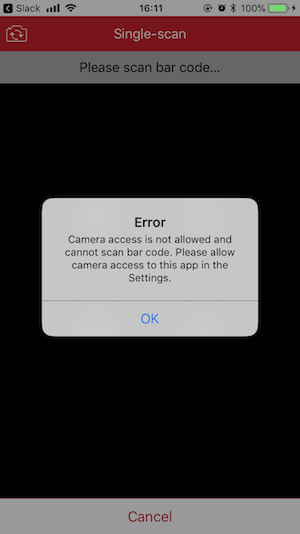 Slack 16:11 100%
Single-scan
Please scan bar code...
Error
Camera access is not allowed and
cannot scan bar code. Please allow
camera access to this app in the
Settings.
OK
Cancel